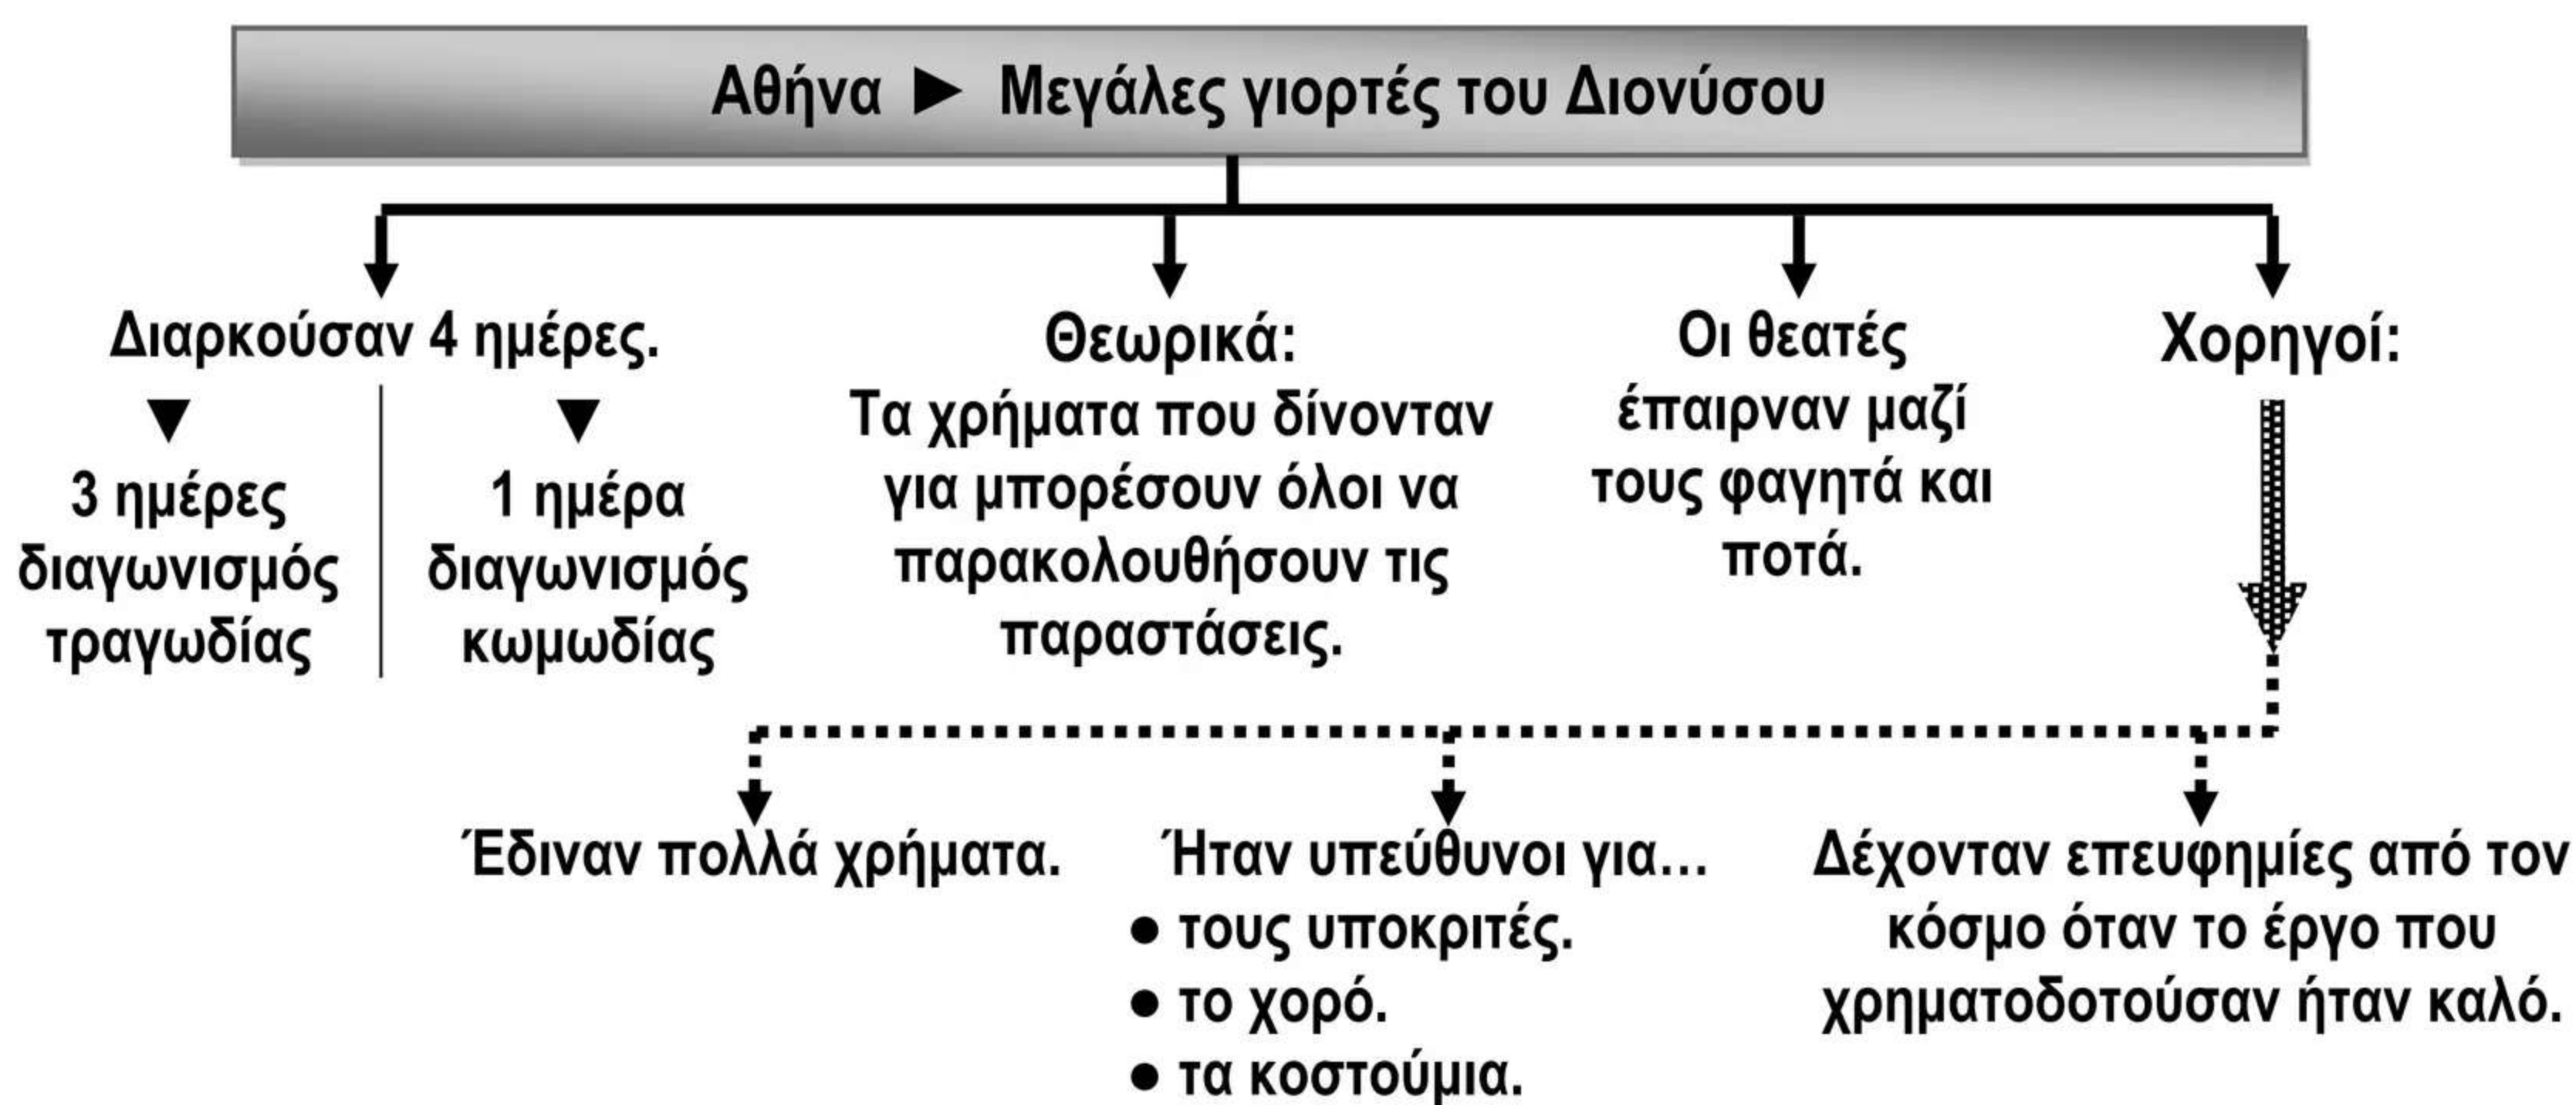 Αθήνα ► Μεγάλες γιορτές του Διονύσου
Διαρκούσαν 4 ημέρες.
3 ημέρες
διαγωνισμός
τραγωδίας
1 ημέρα
διαγωνισμός
κωμωδίας
Θεωρικά:
Τα χρήματα που δίνονταν
για μπορέσουν όλοι να
παρακολουθήσουν τις
παραστάσεις.
Οι θεατές
έπαιρναν μαζί
τους φαγητά και
ποτά.
Χορηγοί:
Έδιναν πολλά χρήματα.
Ήταν υπεύθυνοι για…
● τους υποκριτές.
● το χορό.
● τα κοστούμια.
Δέχονταν επευφημίες από τον
κόσμο όταν το έργο που
χρηματοδοτούσαν ήταν καλό.